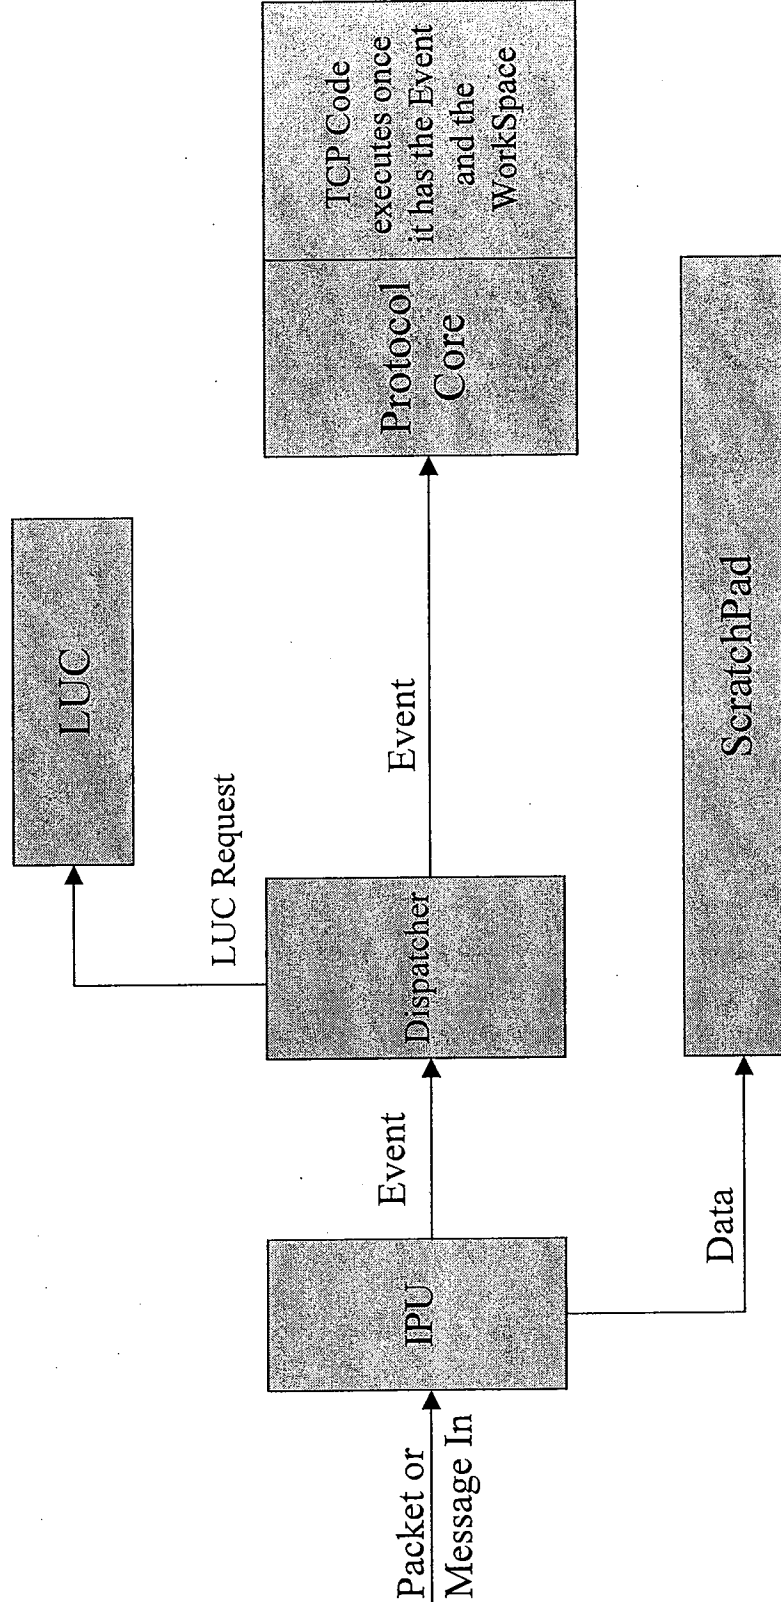 LUC
LUC Request
Packet or
Message In
IPU
Event
Dispatcher
Event
Protocol
Core
TCP Code
executes once
it has the Event
and the
WorkSpace
Data
ScratchPad